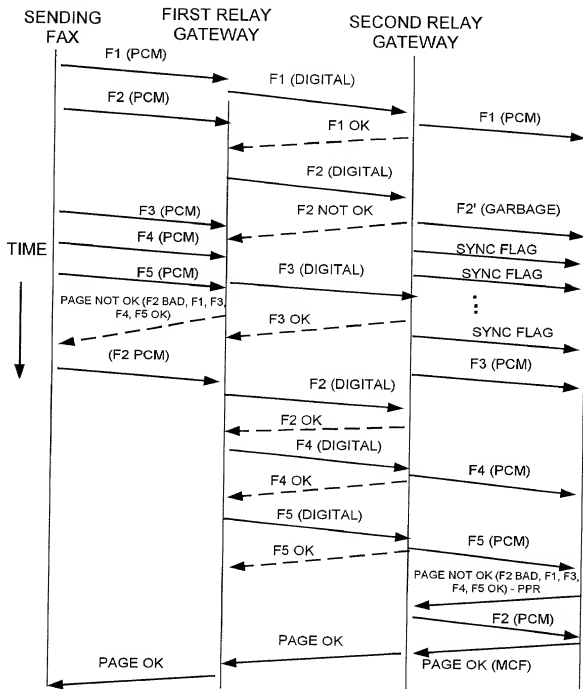 SENDING
FAX
FIRST RELAY
GATEWAY
SECOND RELAY
GATEWAY
F1 (PCM)
F1 (DIGITAL)
F2 (PCM)
F1 (PCM)
F1 OK
F2 (DIGITAL)
F3 (PCM)
F2 NOT OK
F2' (GARBAGE)
F4 (PCM)
SYNC FLAG
TIME
F5 (PCM)
F3 (DIGITAL)
SYNC FLAG
PAGE NOT OK (F2 BAD, F1, F3,
F4, F5 OK)
F3 OK
SYNC FLAG
(F2 PCM)
F3 (PCM)
F2 (DIGITAL)
F2 OK
F4 (DIGITAL)
F4 (PCM)
F4 OK
F5 (DIGITAL)
F5 (PCM)
F5 OK
PAGE NOT OK (F2 BAD, F1, F3,
F4, F5 OK) - PPR
F2 (PCM)
PAGE OK
PAGE OK
PAGE OK (MCF)